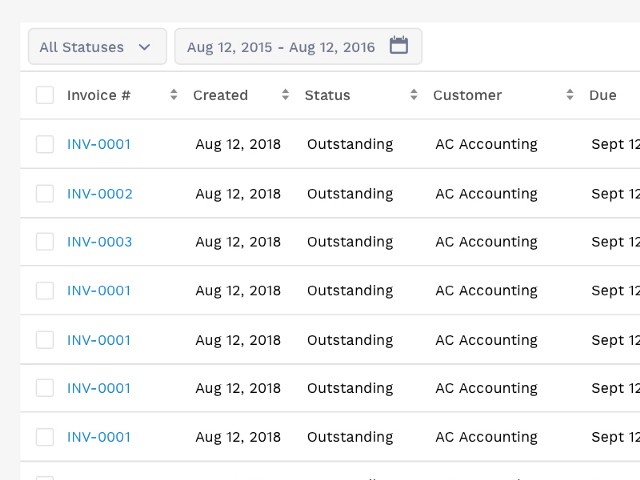 All Statuses Aug 12, 2015 - Aug 12, 2016
Invoice # Created Status Customer Due
INV-0001 Aug 12, 2018 Outstanding AC Accounting Sept 12
INV-0002 Aug 12, 2018 Outstanding AC Accounting Sept 12
INV-0003 Aug 12, 2018 Outstanding AC Accounting Sept 12
INV-0001 Aug 12, 2018 Outstanding AC Accounting Sept 12
INV-0001 Aug 12, 2018 Outstanding AC Accounting Sept 12
INV-0001 Aug 12, 2018 Outstanding AC Accounting Sept 12
INV-0001 Aug 12, 2018 Outstanding AC Accounting Sept 12